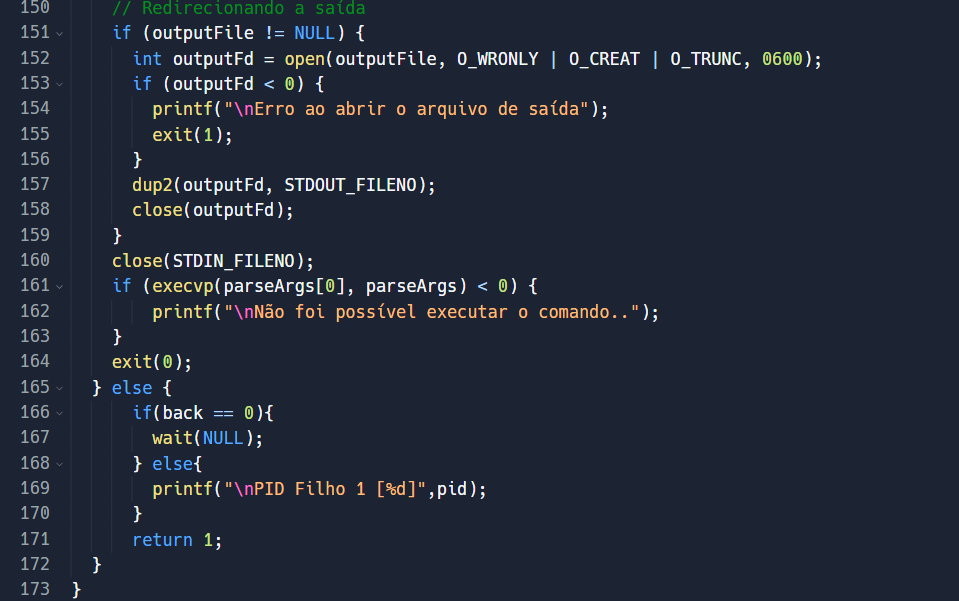 150 // Redirecionando a saída
151 if (outputFile != NULL) {
152 int outputFd = open(outputFile, O_WRONLY | O_CREAT | O_TRUNC, 0600);
153 if (outputFd < 0) {
154 printf("\nErro ao abrir o arquivo de saída");
155 exit(1);
156 }
157 dup2(outputFd, STDOUT_FILENO);
158 close(outputFd);
159 }
160 close(STDIN_FILENO);
161 if (execvp(parseArgs[0], parseArgs) < 0) {
162 printf("\nNão foi possível executar o comando..");
163 }
164 exit(0);
165 } else {
166 if(back == 0){
167 wait(NULL);
168 } else{
169 printf("\nPID Filho 1 [%d]",pid);
170 }
171 return 1;
172 }
173 }